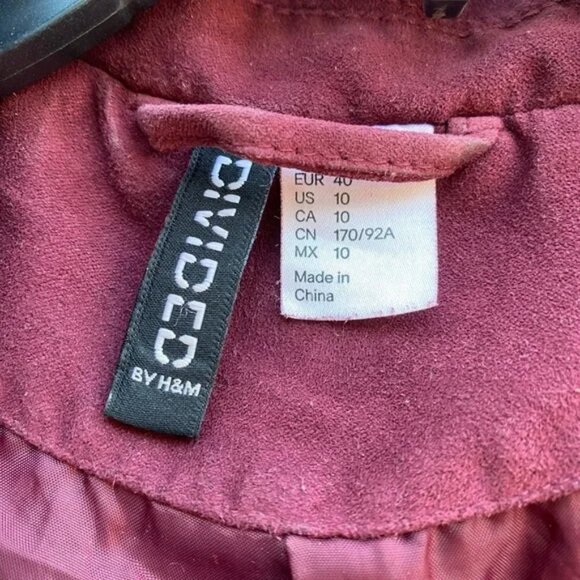 DIVIDED
BY H&M
EUR 40
US 10
CA 10
CN 170/92A
MX 10
Made in
China